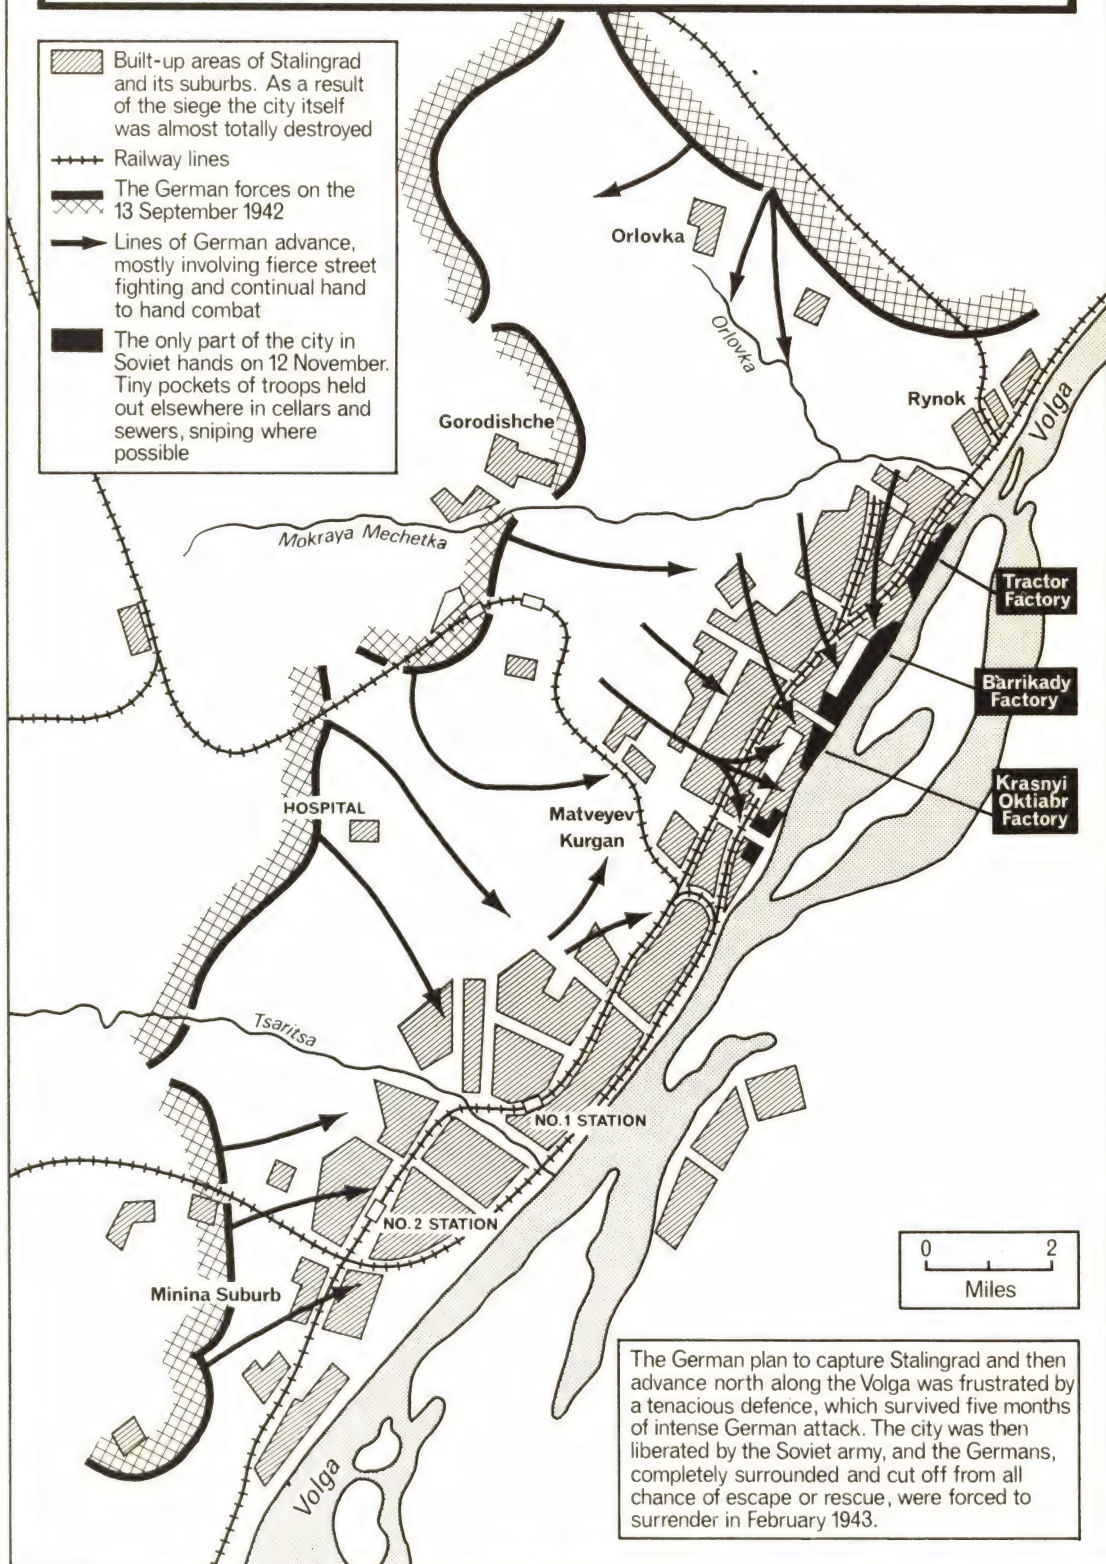 Built-up areas of Stalingrad
and its suburbs. As a result
of the siege the city itself
was almost totally destroyed
Railway lines
The German forces on the
13 September 1942
Lines of German advance,
mostly involving fierce street
fighting and continual hand
to hand combat
The only part of the city in
Soviet hands on 12 November.
Tiny pockets of troops held
out elsewhere in cellars and
sewers, sniping where
possible
Orlovka
Orlovka
Rynok
Volga
Gorodishche
Mokraya Mechetka
Tractor
Factory
Barrikady
Factory
Krasnyi
Oktiabr
Factory
HOSPITAL
Matveyev
Kurgan
Tsaritsa
NO.1 STATION
NO.2 STATION
Minina Suburb
Volga
0 2
Miles
The German plan to capture Stalingrad and then
advance north along the Volga was frustrated by
a tenacious defence, which survived five months
of intense German attack. The city was then
liberated by the Soviet army, and the Germans,
completely surrounded and cut off from all
chance of escape or rescue, were forced to
surrender in February 1943.